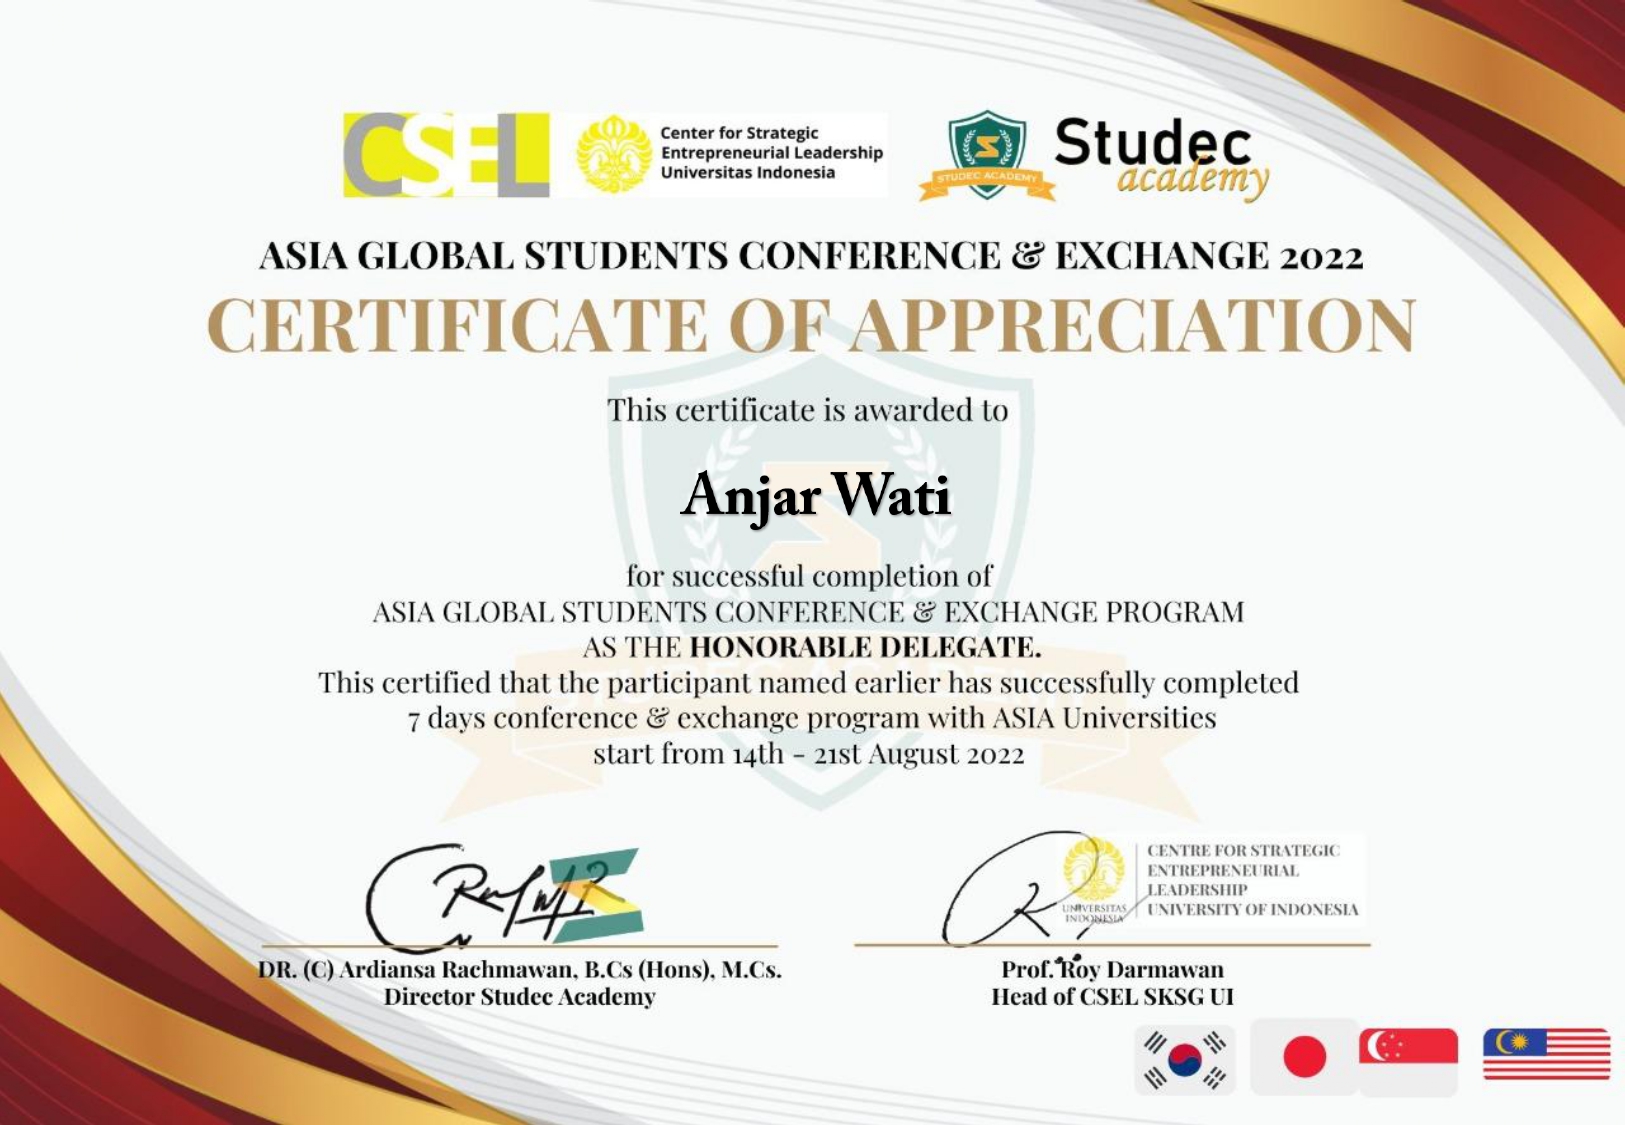 CSEL
Center for Strategic
Entrepreneurial Leadership
Universitas Indonesia
STUDEC ACADEMY
Studec
academy
ASIA GLOBAL STUDENTS CONFERENCE & EXCHANGE 2022
CERTIFICATE OF APPRECIATION
This certificate is awarded to
Anjar Wati
for successful completion of
ASIA GLOBAL STUDENTS CONFERENCE & EXCHANGE PROGRAM
AS THE HONORABLE DELEGATE.
This certified that the participant named earlier has successfully completed
7 days conference & exchange program with ASIA Universities
start from 14th - 21st August 2022
CENTRE FOR STRATEGIC
ENTREPRENEURIAL
LEADERSHIP
UNIVERSITY OF INDONESIA
UNIVERSITAS
INDONESIA
DR. (C) Ardiansa Rachmawan, B.Cs (Hons), M.Cs.
Director Studec Academy
Prof. Roy Darmawan
Head of CSEL SKSG UI